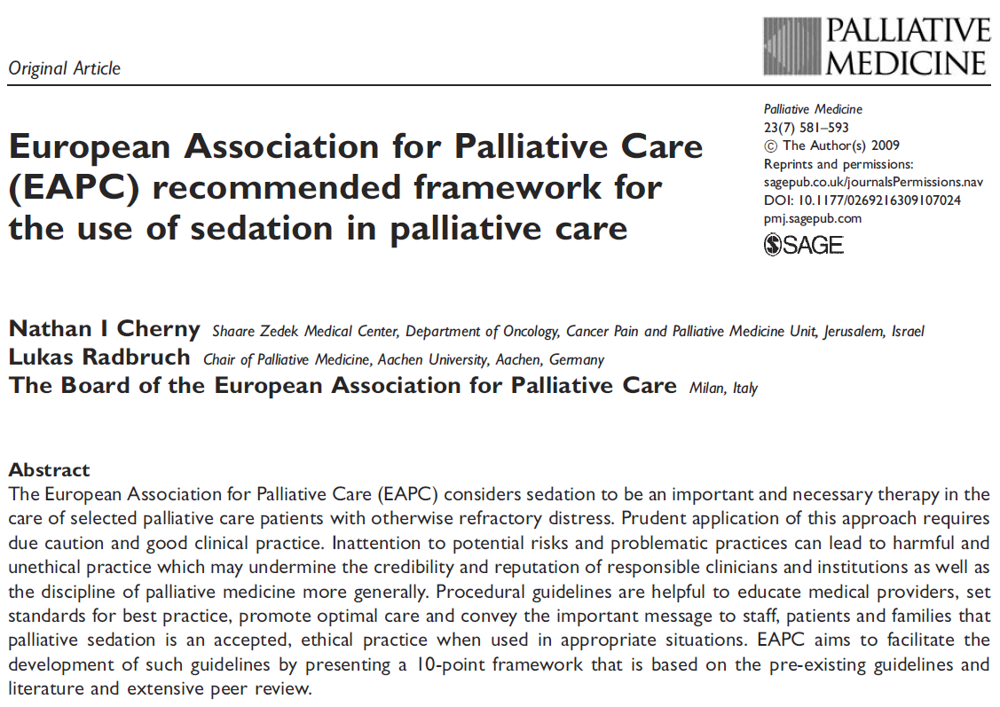 Original Article
PALLIATIVE
MEDICINE
European Association for Palliative Care
(EAPC) recommended framework for
the use of sedation in palliative care
Palliative Medicine
23(7) 581–593
© The Author(s) 2009
Reprints and permissions:
sagepub.co.uk/journalsPermissions.nav
DOI: 10.1177/0269216309107024
pmj.sagepub.com
SAGE
Nathan I Cherny Shaare Zedek Medical Center, Department of Oncology, Cancer Pain and Palliative Medicine Unit, Jerusalem, Israel
Lukas Radbruch Chair of Palliative Medicine, Aachen University, Aachen, Germany
The Board of the European Association for Palliative Care Milan, Italy
Abstract
The European Association for Palliative Care (EAPC) considers sedation to be an important and necessary therapy in the
care of selected palliative care patients with otherwise refractory distress. Prudent application of this approach requires
due caution and good clinical practice. Inattention to potential risks and problematic practices can lead to harmful and
unethical practice which may undermine the credibility and reputation of responsible clinicians and institutions as well as
the discipline of palliative medicine more generally. Procedural guidelines are helpful to educate medical providers, set
standards for best practice, promote optimal care and convey the important message to staff, patients and families that
palliative sedation is an accepted, ethical practice when used in appropriate situations. EAPC aims to facilitate the
development of such guidelines by presenting a 10-point framework that is based on the pre-existing guidelines and
literature and extensive peer review.